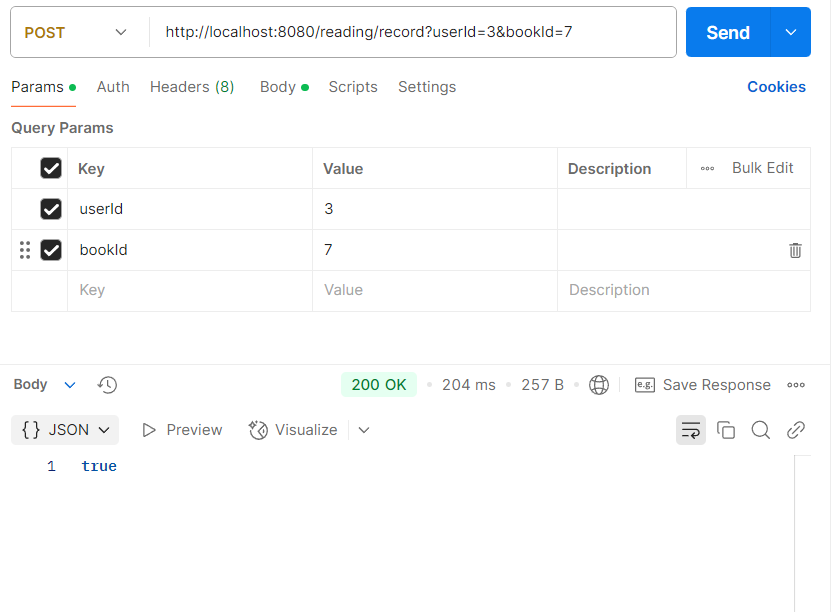 POST http://localhost:8080/reading/record?userId=3&bookId=7 Send
Params Auth Headers (8) Body Scripts Settings Cookies
Query Params
Key Value Description Bulk Edit
userId 3
bookId 7
Key Value Description
Body 200 OK 204 ms 257 B e.g. Save Response
{} JSON Preview Visualize
1 true